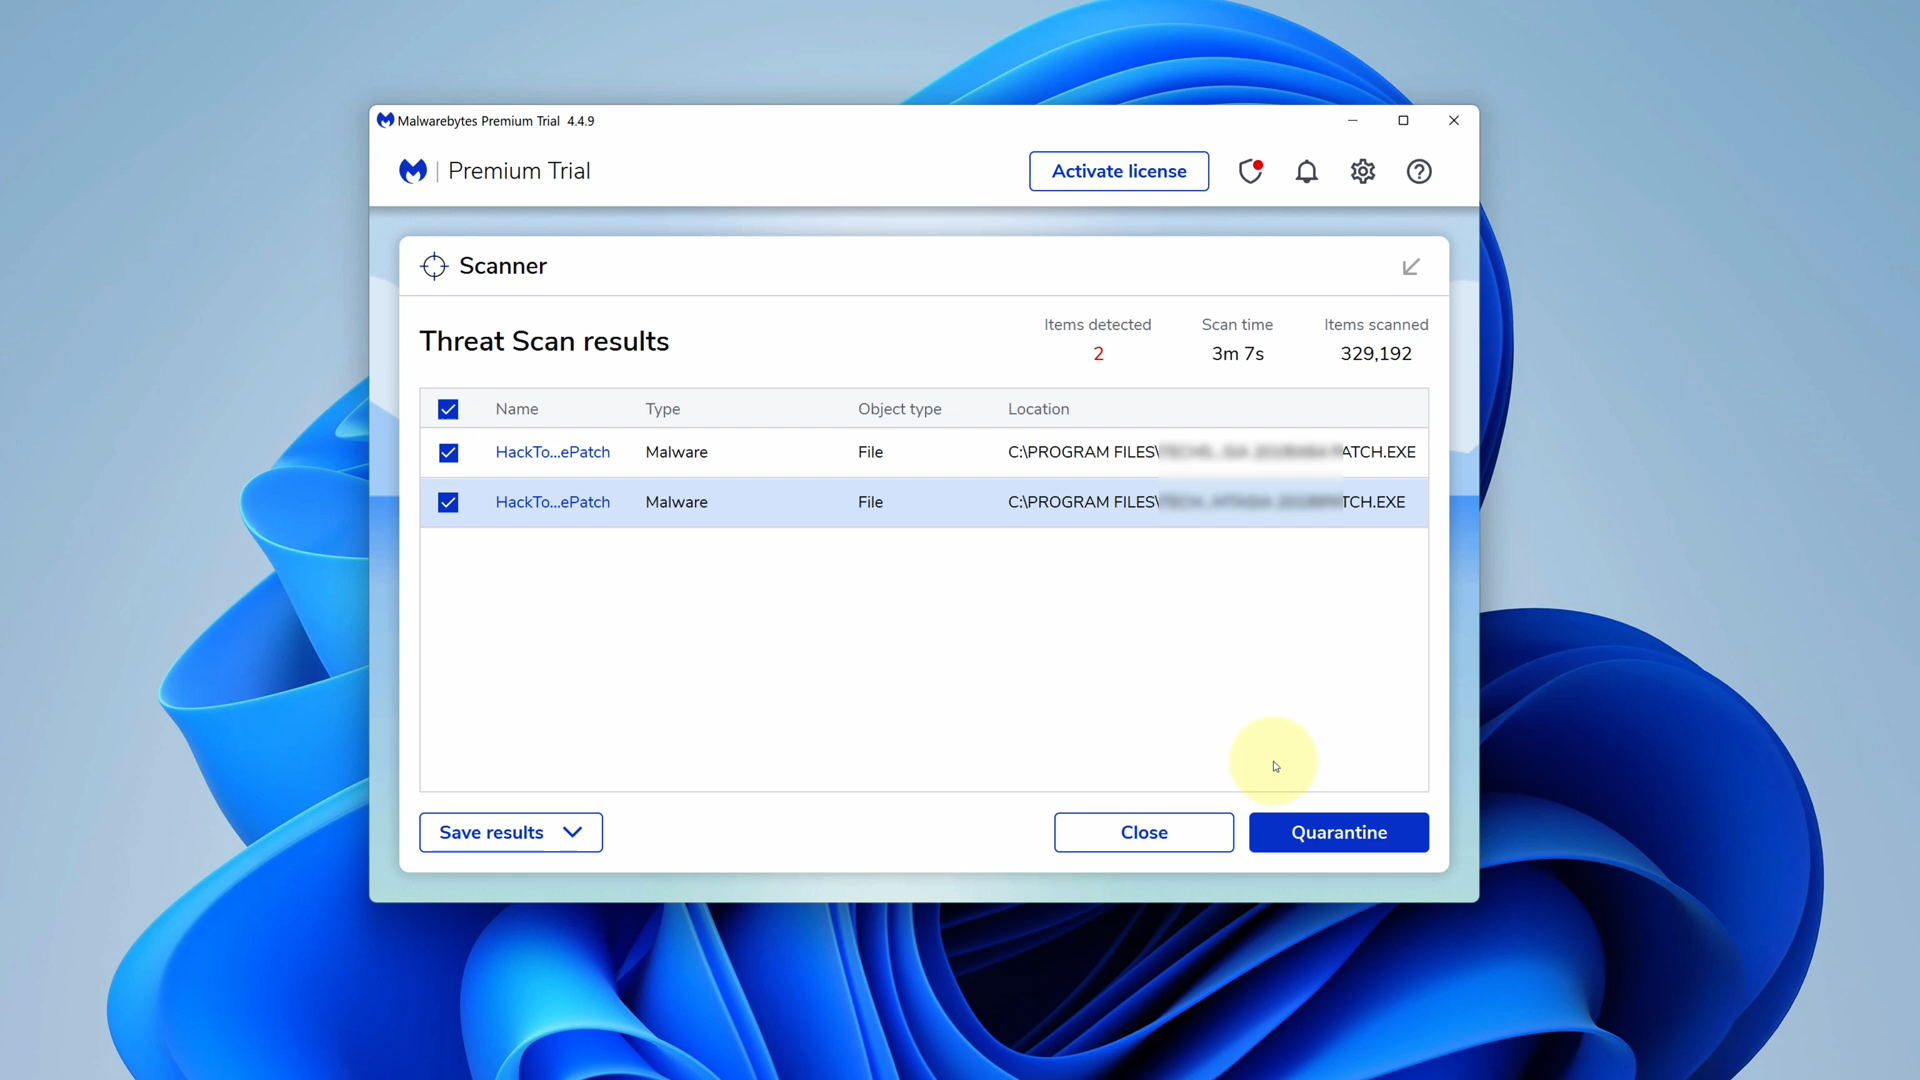 Malwarebytes Premium Trial 4.4.9
Premium Trial
Activate license
Scanner
Threat Scan results
Items detected
2
Scan time
3m 7s
Items scanned
329,192
Name Type Object type Location
HackTo...ePatch Malware File C:\PROGRAM FILES\ ATCH.EXE
HackTo...ePatch Malware File C:\PROGRAM FILES\ TCH.EXE
Save results
Close
Quarantine